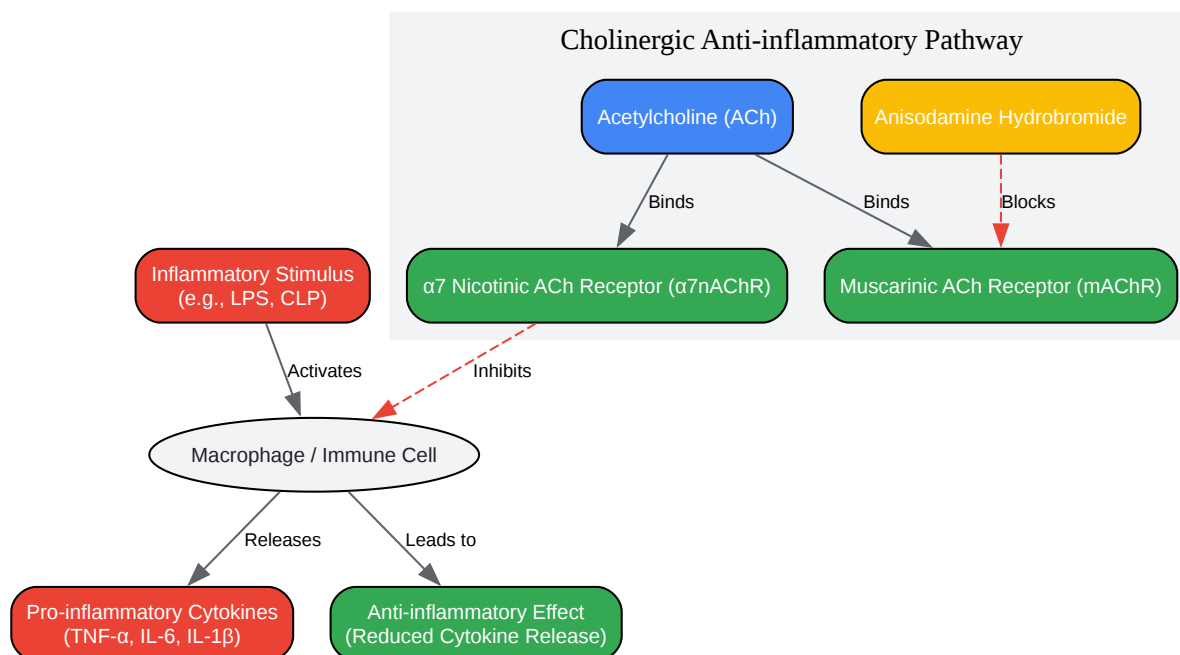 Cholinergic Anti-inflammatory Pathway
Acetylcholine (ACh)
Anisodamine Hydrobromide
Binds
Binds
Blocks
Inflammatory Stimulus
(e.g., LPS, CLP)
α7 Nicotinic ACh Receptor (α7nAChR)
Muscarinic ACh Receptor (mAChR)
Activates
Inhibits
Macrophage / Immune Cell
Releases
Leads to
Pro-inflammatory Cytokines
(TNF-α, IL-6, IL-1β)
Anti-inflammatory Effect
(Reduced Cytokine Release)